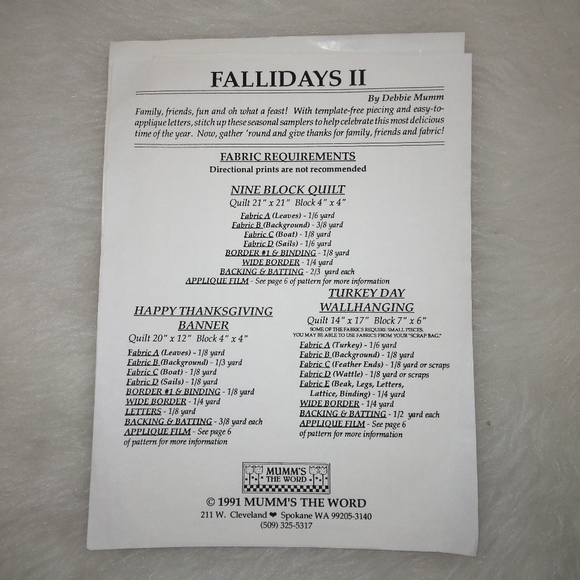 FALLIDAYS II
By Debbie Mumm
Family, friends, fun and oh what a feast! With template-free piecing and easy-to-
applique letters, stitch up these seasonal samplers to help celebrate this most delicious
time of the year. Now, gather 'round and give thanks for family, friends and fabric!
FABRIC REQUIREMENTS
Directional prints are not recommended
NINE BLOCK QUILT
Quilt 21" x 21" Block 4" x 4"
Fabric A (Leaves) - 1/6 yard
Fabric B (Background) - 3/8 yard
Fabric C (Boat) - 1/8 yard
Fabric D (Sails) - 1/6 yard
BORDER #1 & BINDING - 1/8 yard
WIDE BORDER - 1/4 yard
BACKING & BATTING - 2/3 yard each
APPLIQUE FILM - See page 6 of pattern for more information
HAPPY THANKSGIVING
BANNER
Quilt 20" x 12" Block 4" x 4"
Fabric A (Leaves) - 1/8 yard
Fabric B (Background) - 1/3 yard
Fabric C (Boat) - 1/8 yard
Fabric D (Sails) - 1/8 yard
BORDER #1 & BINDING - 1/8 yard
WIDE BORDER - 1/4 yard
LETTERS - 1/8 yard
BACKING & BATTING - 3/8 yard each
APPLIQUE FILM - See page 6
of pattern for more information
TURKEY DAY
WALLHANGING
Quilt 14" x 17" Block 7" x 6"
SOME OF THE FABRICS REQUIRE SMALL PIECES.
YOU MAY BE ABLE TO USE FABRICS FROM YOUR "SCRAP BAG."
Fabric A (Turkey) - 1/6 yard
Fabric B (Background) - 1/8 yard
Fabric C (Feather Ends) - 1/8 yard or scraps
Fabric D (Wattle) - 1/8 yard or scraps
Fabric E (Beak, Legs, Letters,
Lattice, Binding) - 1/4 yard
WIDE BORDER - 1/4 yard
BACKING & BATTING - 1/2 yard each
APPLIQUE FILM - See page 6
of pattern for more information
MUMM'S
THE WORD
© 1991 MUMM'S THE WORD
211 W. Cleveland ❤ Spokane WA 99205-3140
(509) 325-5317